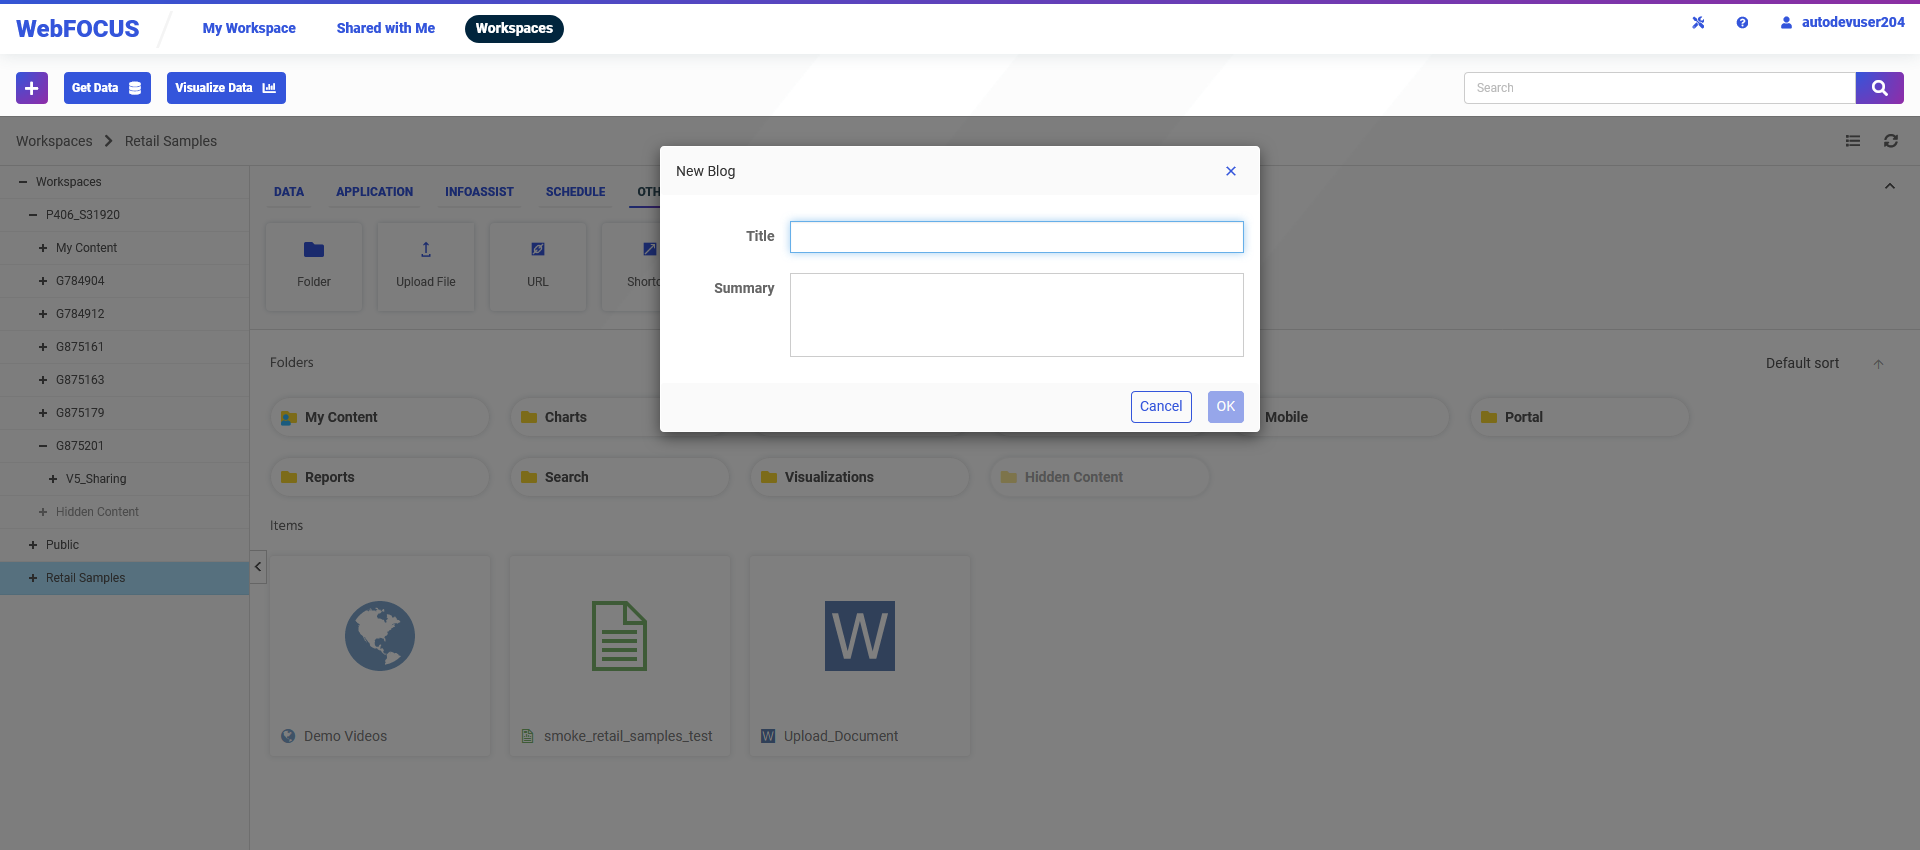 WebFOCUS
My Workspace
Shared with Me
Workspaces
autodevuser204
Get Data
Visualize Data
Search
Workspaces
Retail Samples
Workspaces
P406_S31920
My Content
G784904
G784912
G875161
G875163
G875179
G875201
V5_Sharing
Hidden Content
Public
Retail Samples
DATA
APPLICATION
INFOASSIST
SCHEDULE
OTH
Folder
Upload File
URL
Shortc
New Blog
Title
Summary
Cancel
OK
Folders
Default sort
My Content
Charts
Mobile
Portal
Reports
Search
Visualizations
Hidden Content
Items
W
Demo Videos
smoke_retail_samples_test
W
Upload_Document